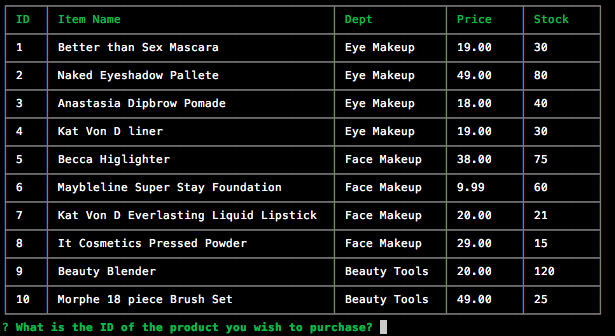 ID Item Name Dept Price Stock
1 Better than Sex Mascara Eye Makeup 19.00 30
2 Naked Eyeshadow Pallete Eye Makeup 49.00 80
3 Anastasia Dipbrow Pomade Eye Makeup 18.00 40
4 Kat Von D liner Eye Makeup 19.00 30
5 Becca Higlighter Face Makeup 38.00 75
6 Maybleline Super Stay Foundation Face Makeup 9.99 60
7 Kat Von D Everlasting Liquid Lipstick Face Makeup 20.00 21
8 It Cosmetics Pressed Powder Face Makeup 29.00 15
9 Beauty Blender Beauty Tools 20.00 120
10 Morphe 18 piece Brush Set Beauty Tools 49.00 25
? What is the ID of the product you wish to purchase?